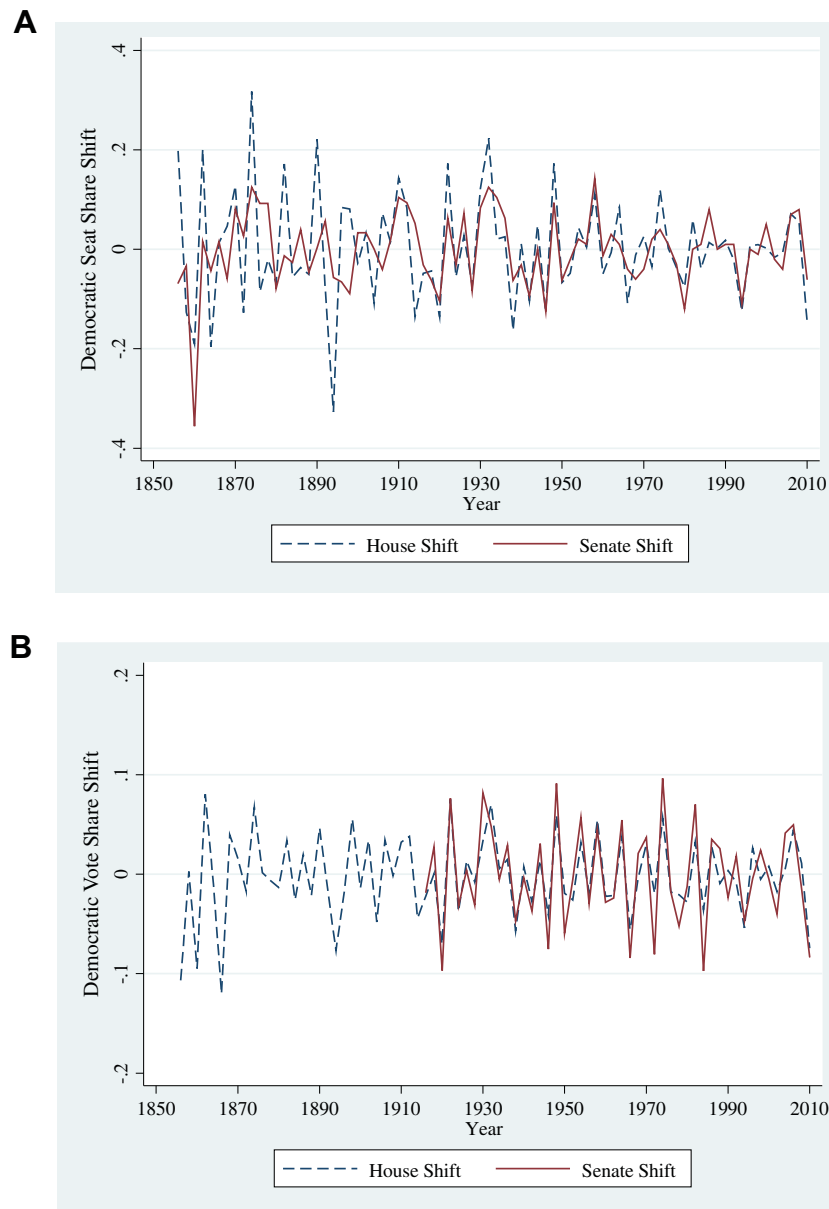 A
Democratic Seat Share Shift
.4
.2
0
-.2
-.4
1850 1870 1890 1910 1930 1950 1970 1990 2010
Year
House Shift Senate Shift
B
Democratic Vote Share Shift
.2
.1
0
-.1
-.2
1850 1870 1890 1910 1930 1950 1970 1990 2010
Year
House Shift Senate Shift